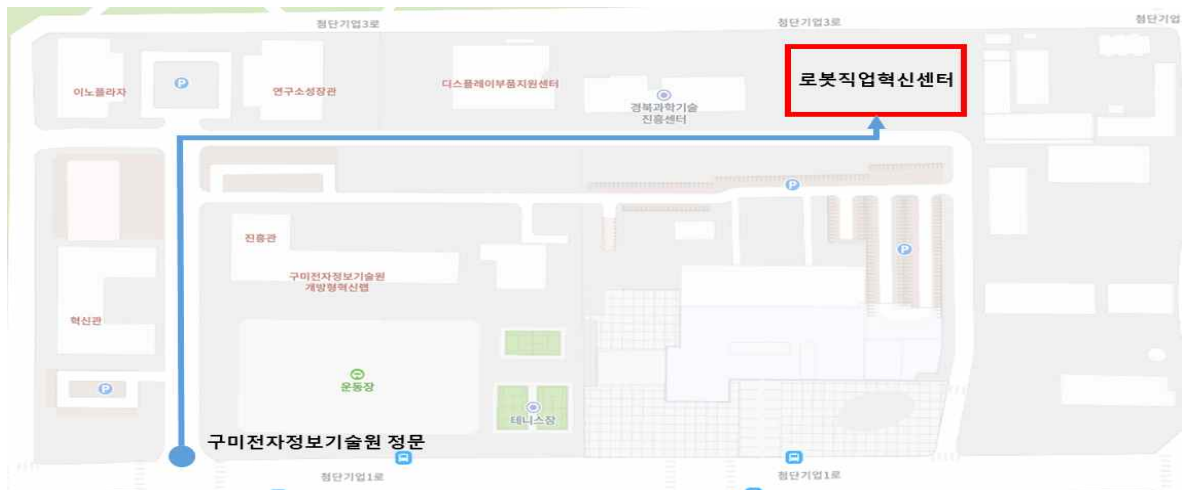 첨단기업3로
첨단기업3로
첨단기업
이노플라자
P
연구소성장관
디스플레이부품지원센터
경북과학기술
진흥센터
로봇직업혁신센터
P
진흥관
구미전자정보기술원
개방형혁신랩
P
혁신관
P
운동장
테니스장
구미전자정보기술원 정문
첨단기업1로
첨단기업1로